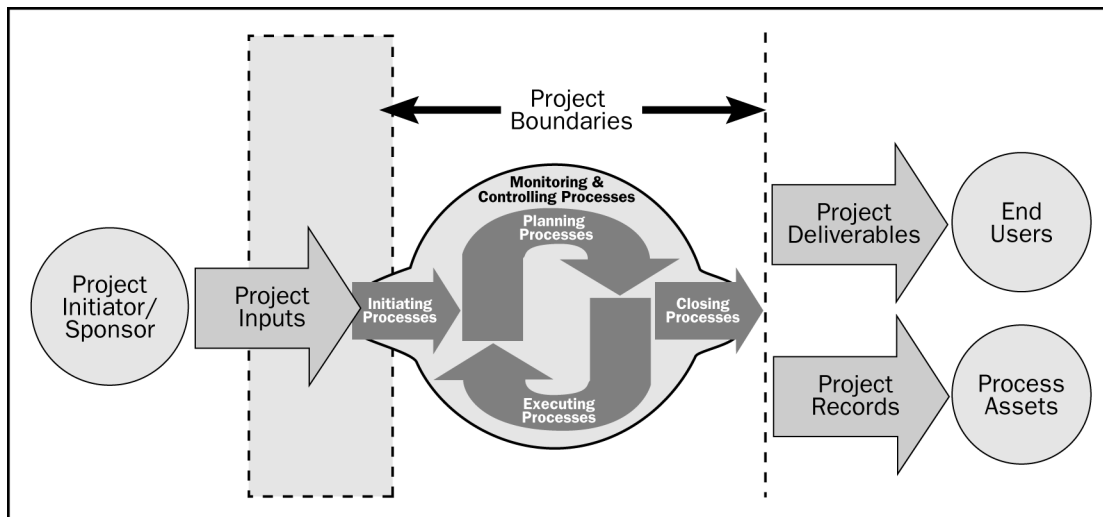 Project
Boundaries
Monitoring &
Controlling Processes
Planning
Processes
Project
Initiator/
Sponsor
Project
Inputs
Initiating
Processes
Closing
Processes
Executing
Processes
Project
Deliverables
End
Users
Project
Records
Process
Assets